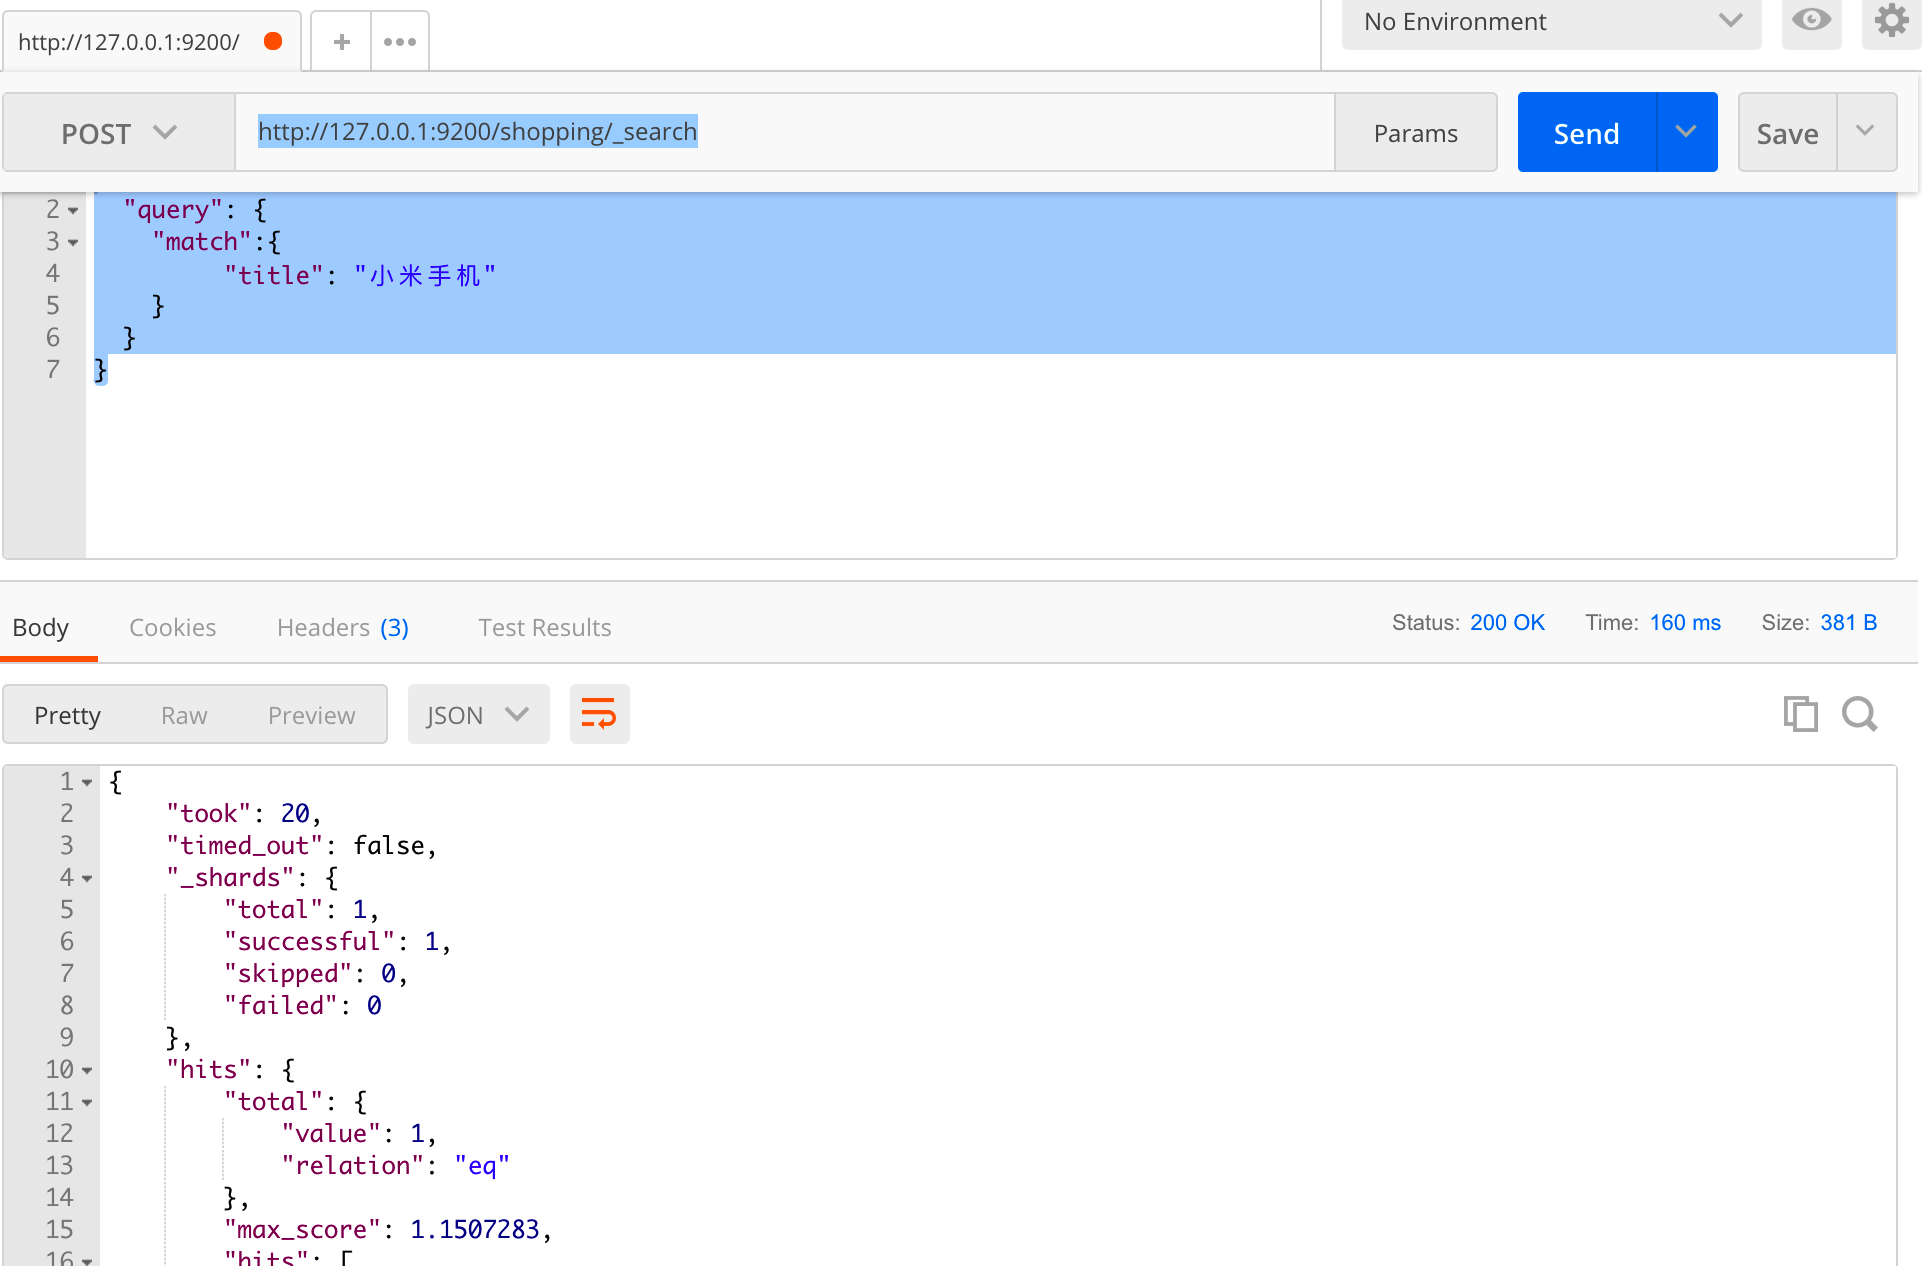 http://127.0.0.1:9200/
No Environment
POST http://127.0.0.1:9200/shopping/_search Params Send Save
2 "query": {
3 "match":{
4 "title": "小米手机"
5 }
6 }
7 }
Body Cookies Headers (3) Test Results Status: 200 OK Time: 160 ms Size: 381 B
Pretty Raw Preview JSON
1 {
2 "took": 20,
3 "timed_out": false,
4 "_shards": {
5 "total": 1,
6 "successful": 1,
7 "skipped": 0,
8 "failed": 0
9 },
10 "hits": {
11 "total": {
12 "value": 1,
13 "relation": "eq"
14 },
15 "max_score": 1.1507283,
16 "hits": [